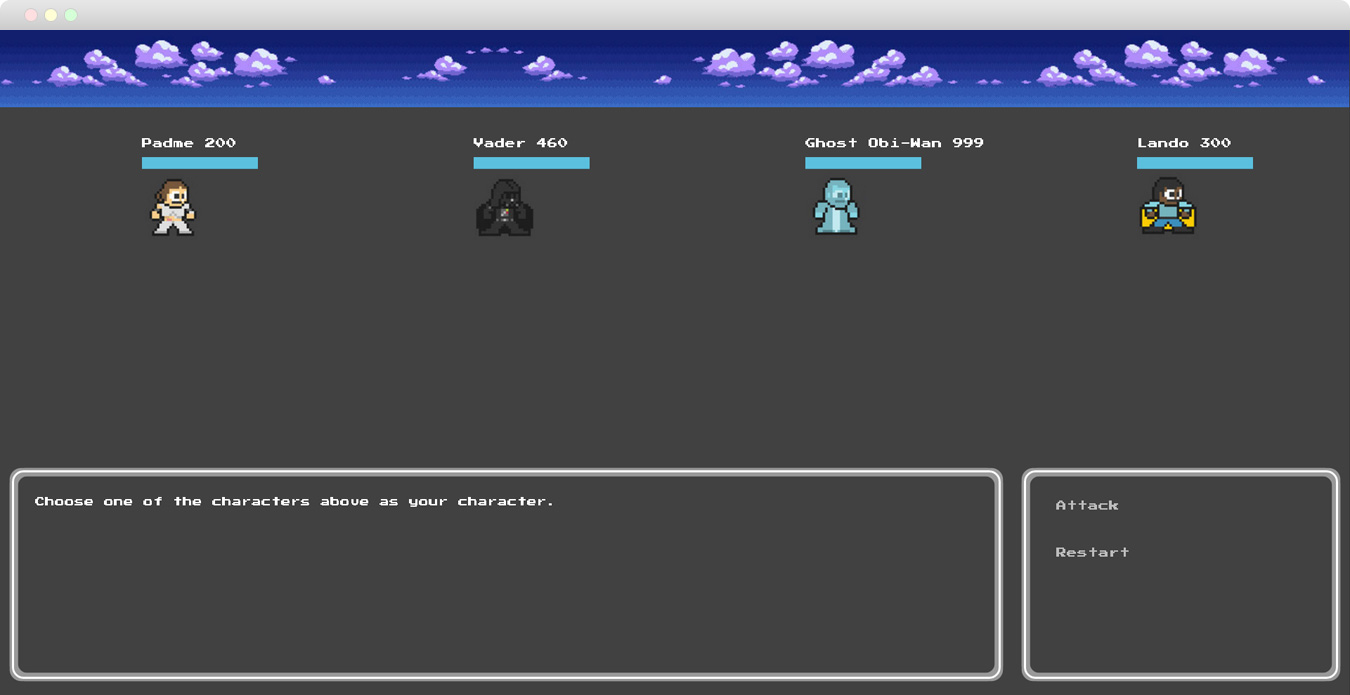 Padme 200
Vader 460
Ghost Obi-Wan 999
Lando 300
Choose one of the characters above as your character.
Attack
Restart